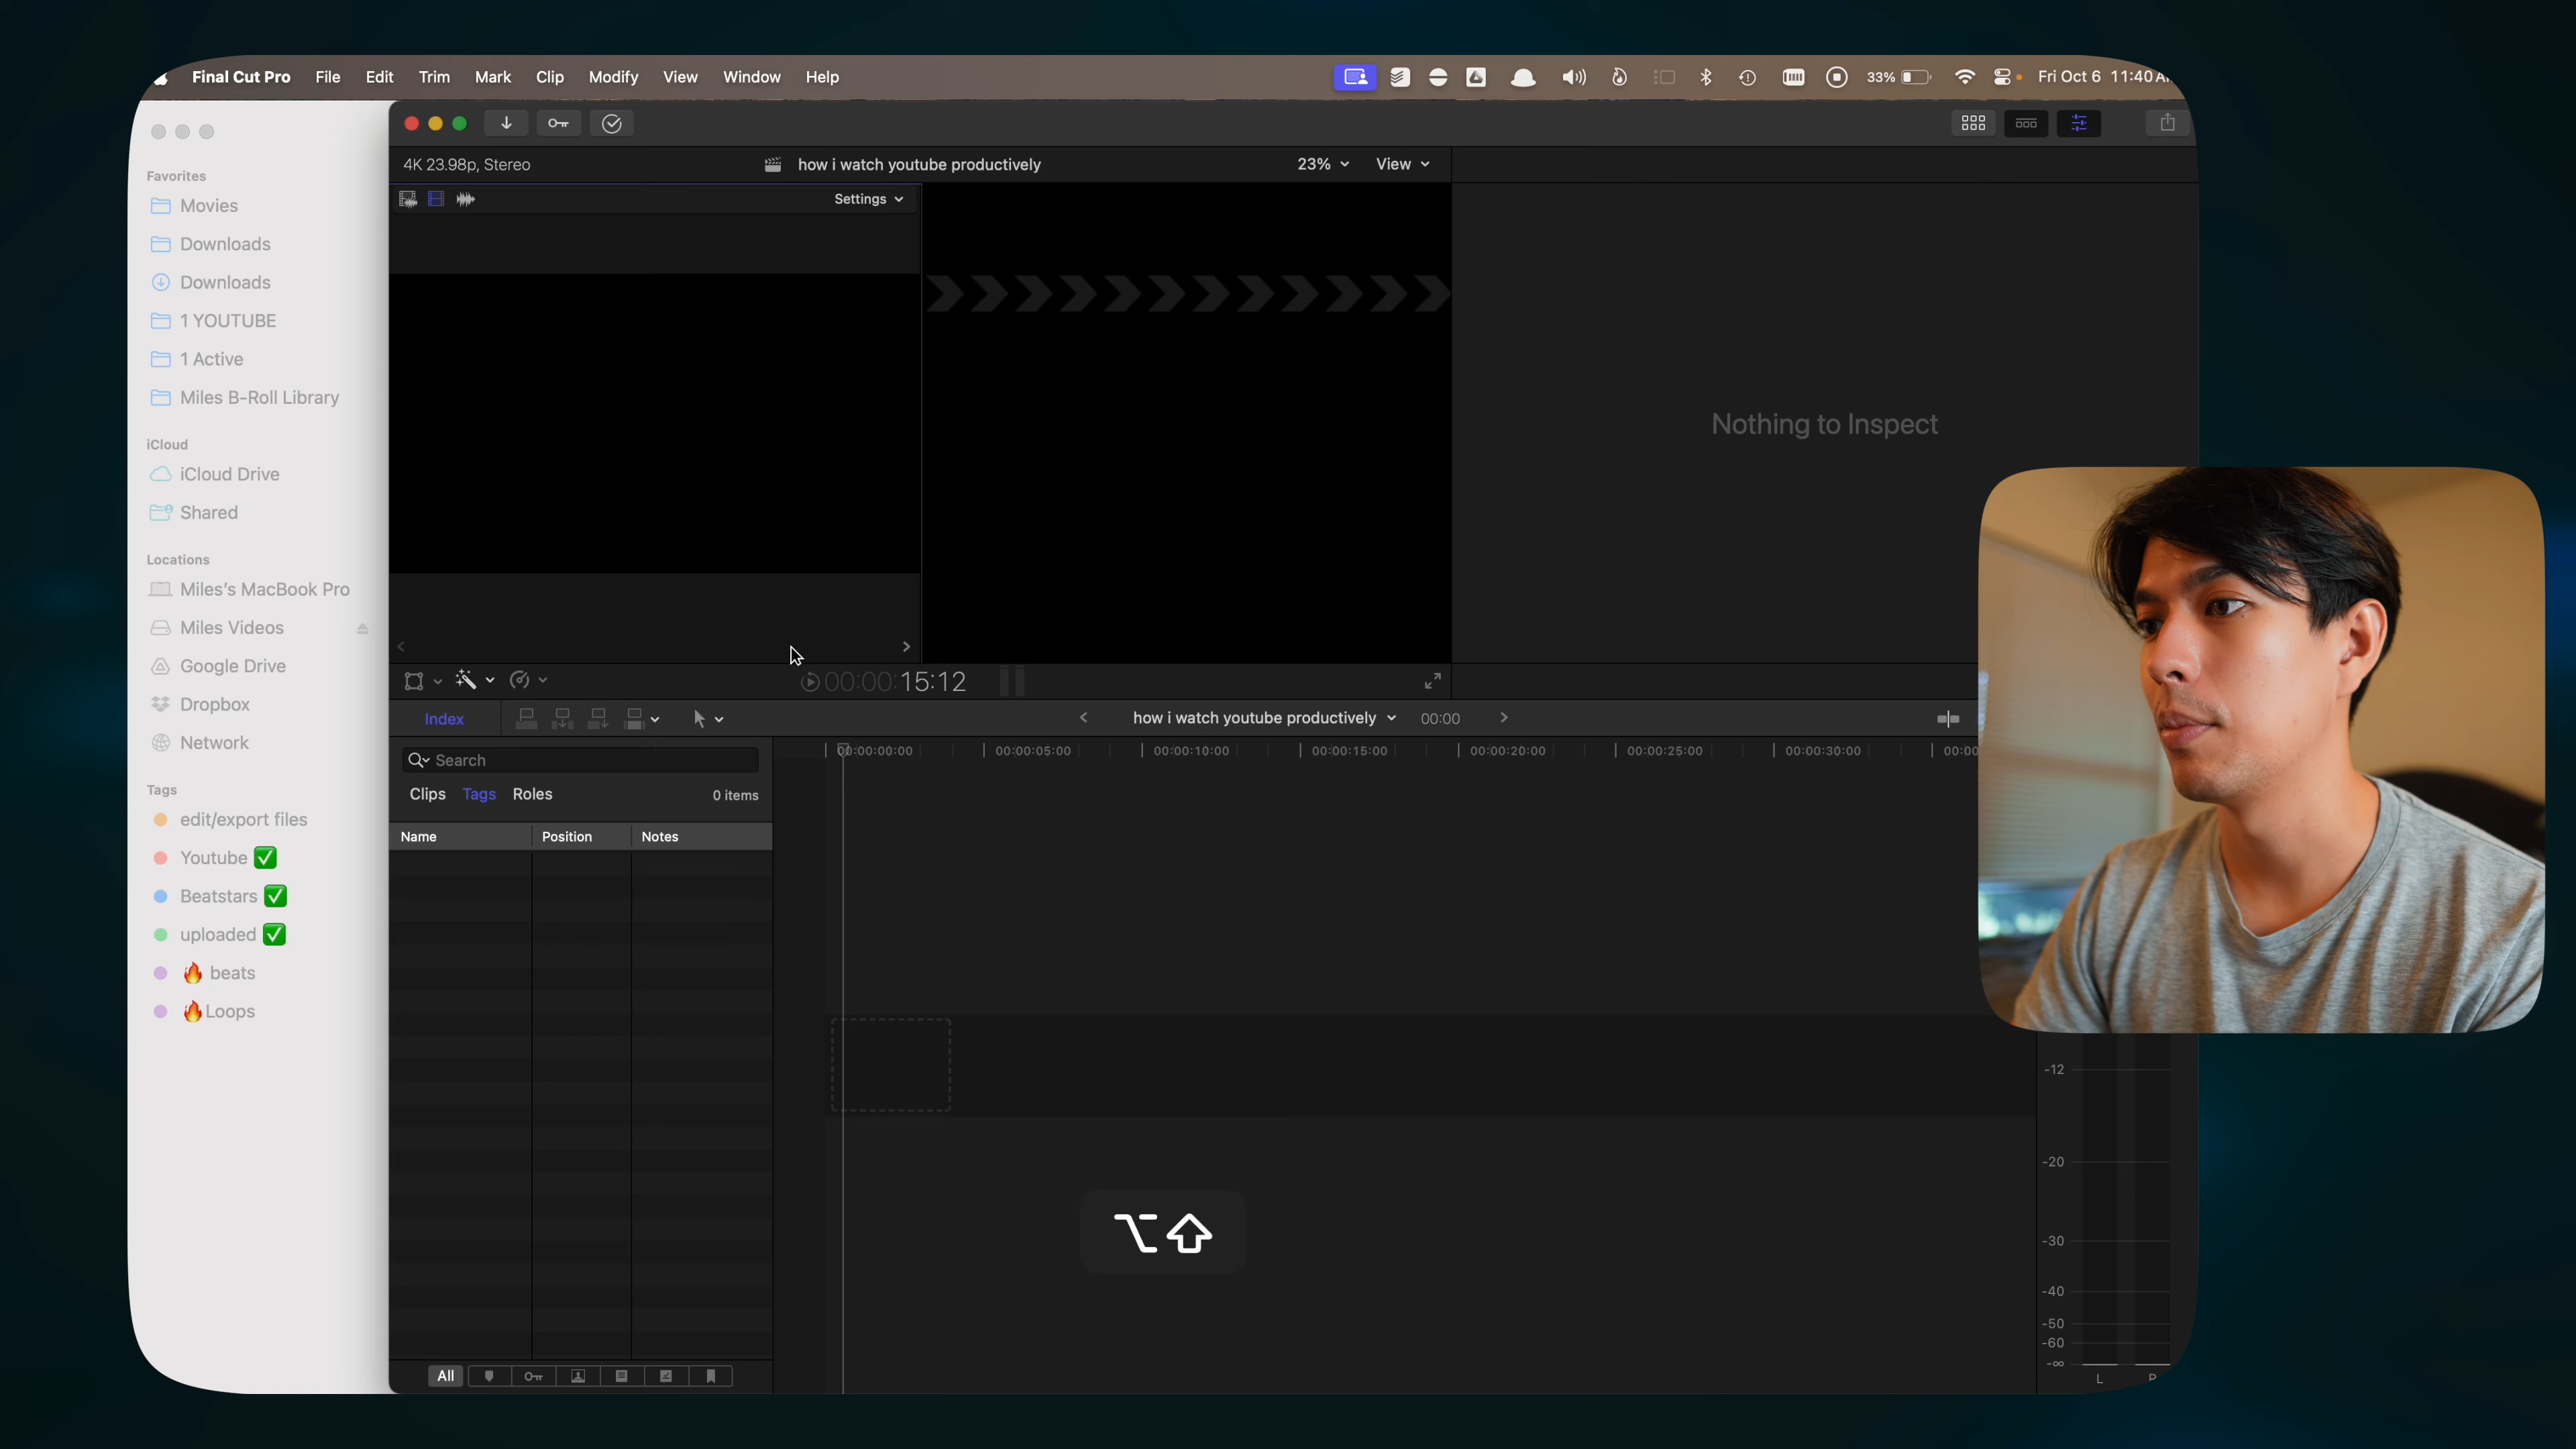 Final Cut Pro File Edit Trim Mark Clip Modify View Window Help 33% Fri Oct 6 11:40
4K 23.98p, Stereo how i watch youtube productively 23% View
Settings
Favorites
Movies
Downloads
Downloads
1 YOUTUBE
1 Active
Miles B-Roll Library
iCloud
iCloud Drive
Shared
Locations
Miles's MacBook Pro
Miles Videos
Google Drive
Dropbox
Network
Tags
edit/export files
Youtube ✅
Beatstars ✅
uploaded ✅
🔥 beats
🔥Loops
Nothing to Inspect
00:00:15:12
Index how i watch youtube productively 00:00
Search
00:00:00:00 00:00:05:00 00:00:10:00 00:00:15:00 00:00:20:00 00:00:25:00 00:00:30:00 00:00
Clips Tags Roles 0 items
Name Position Notes
⌥⇧
-12
-20
-30
-40
-50
-60
-∞
L
All